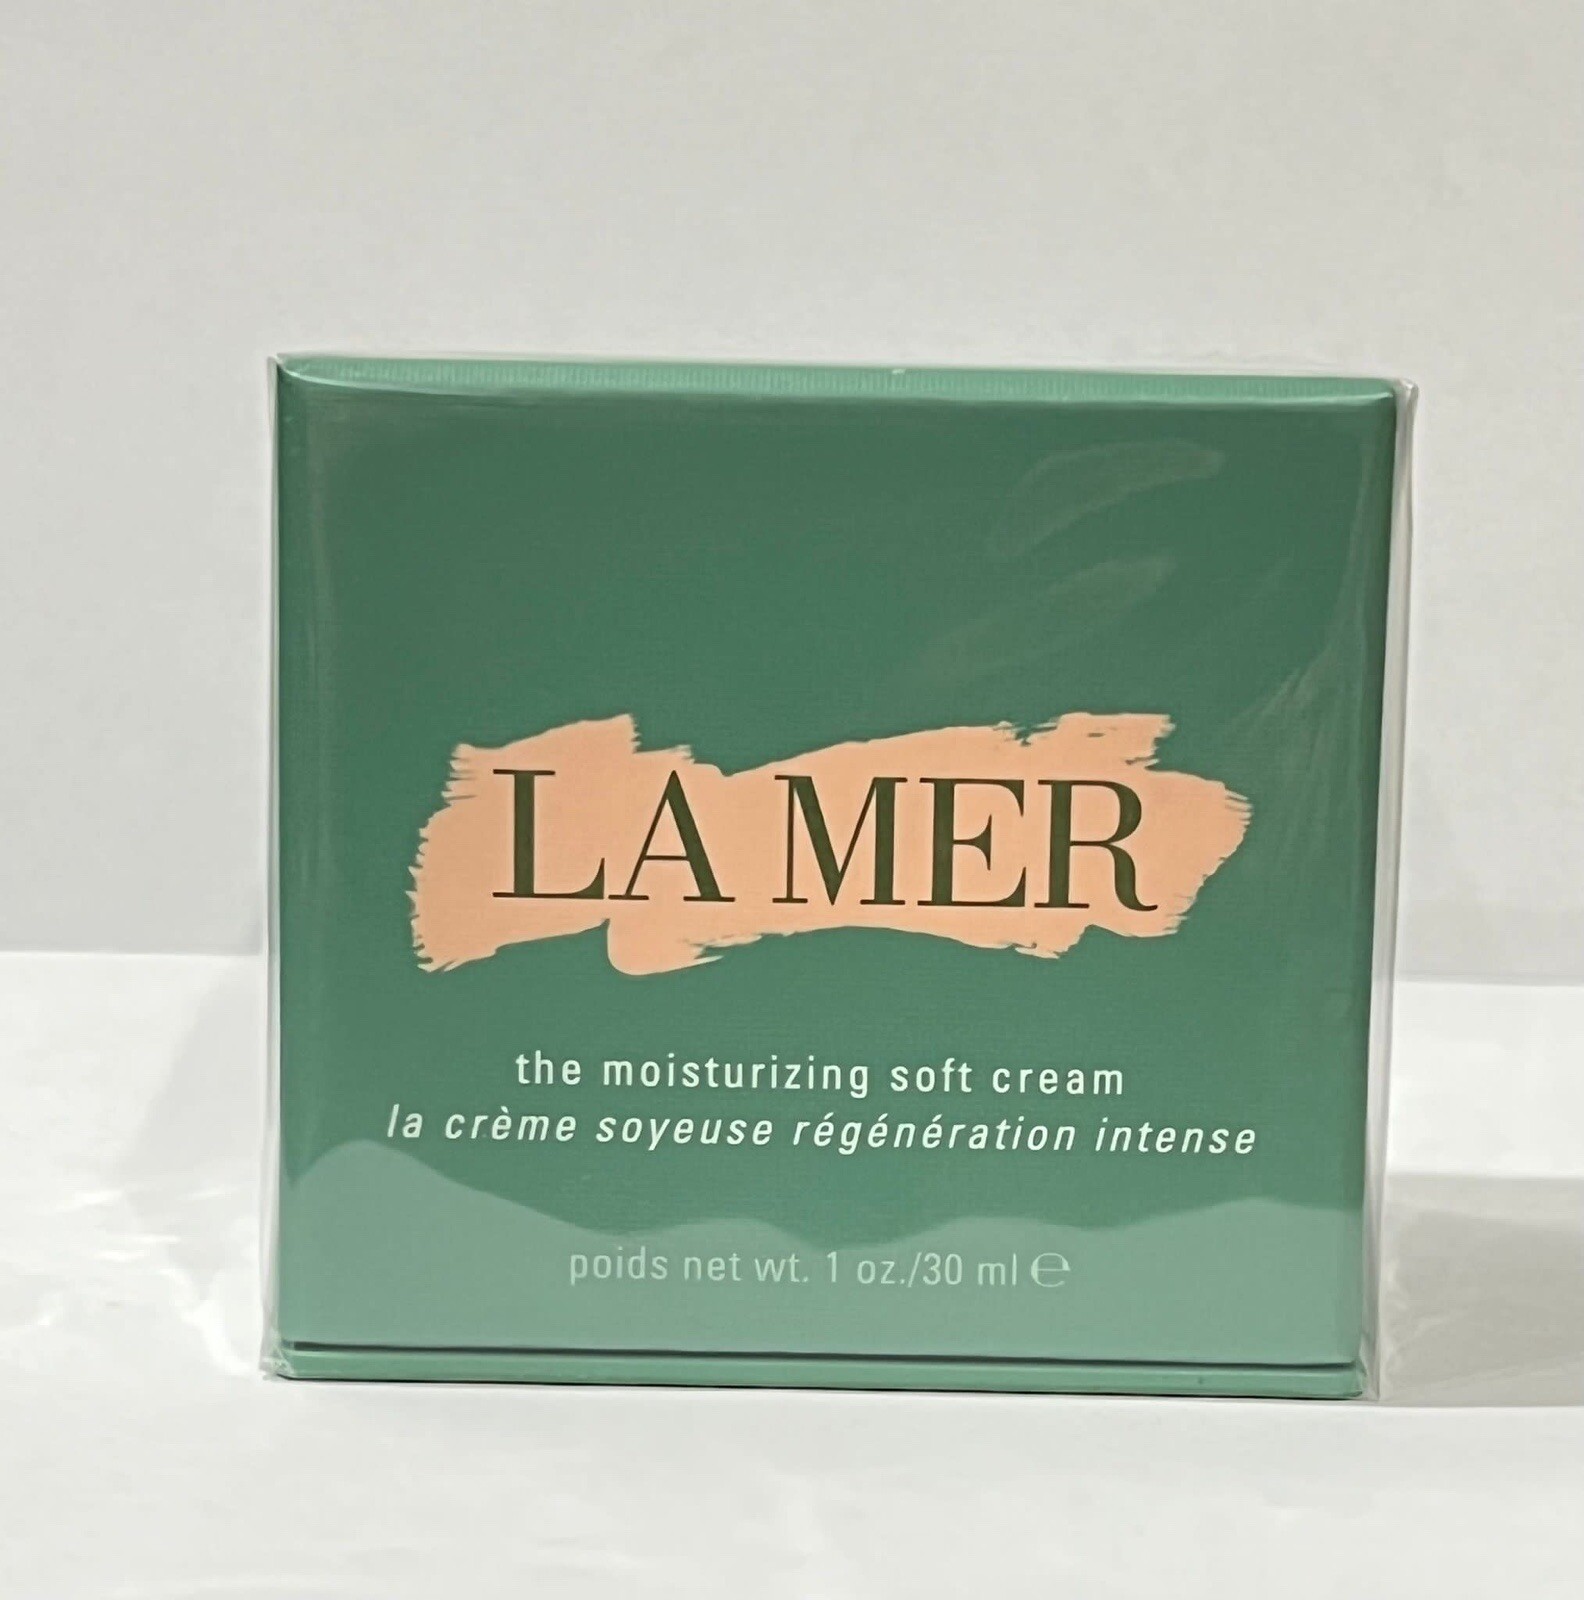 LA MER
the moisturizing soft cream
la crème soyeuse régénération intense
poids net wt. 1 oz./30 ml ℮